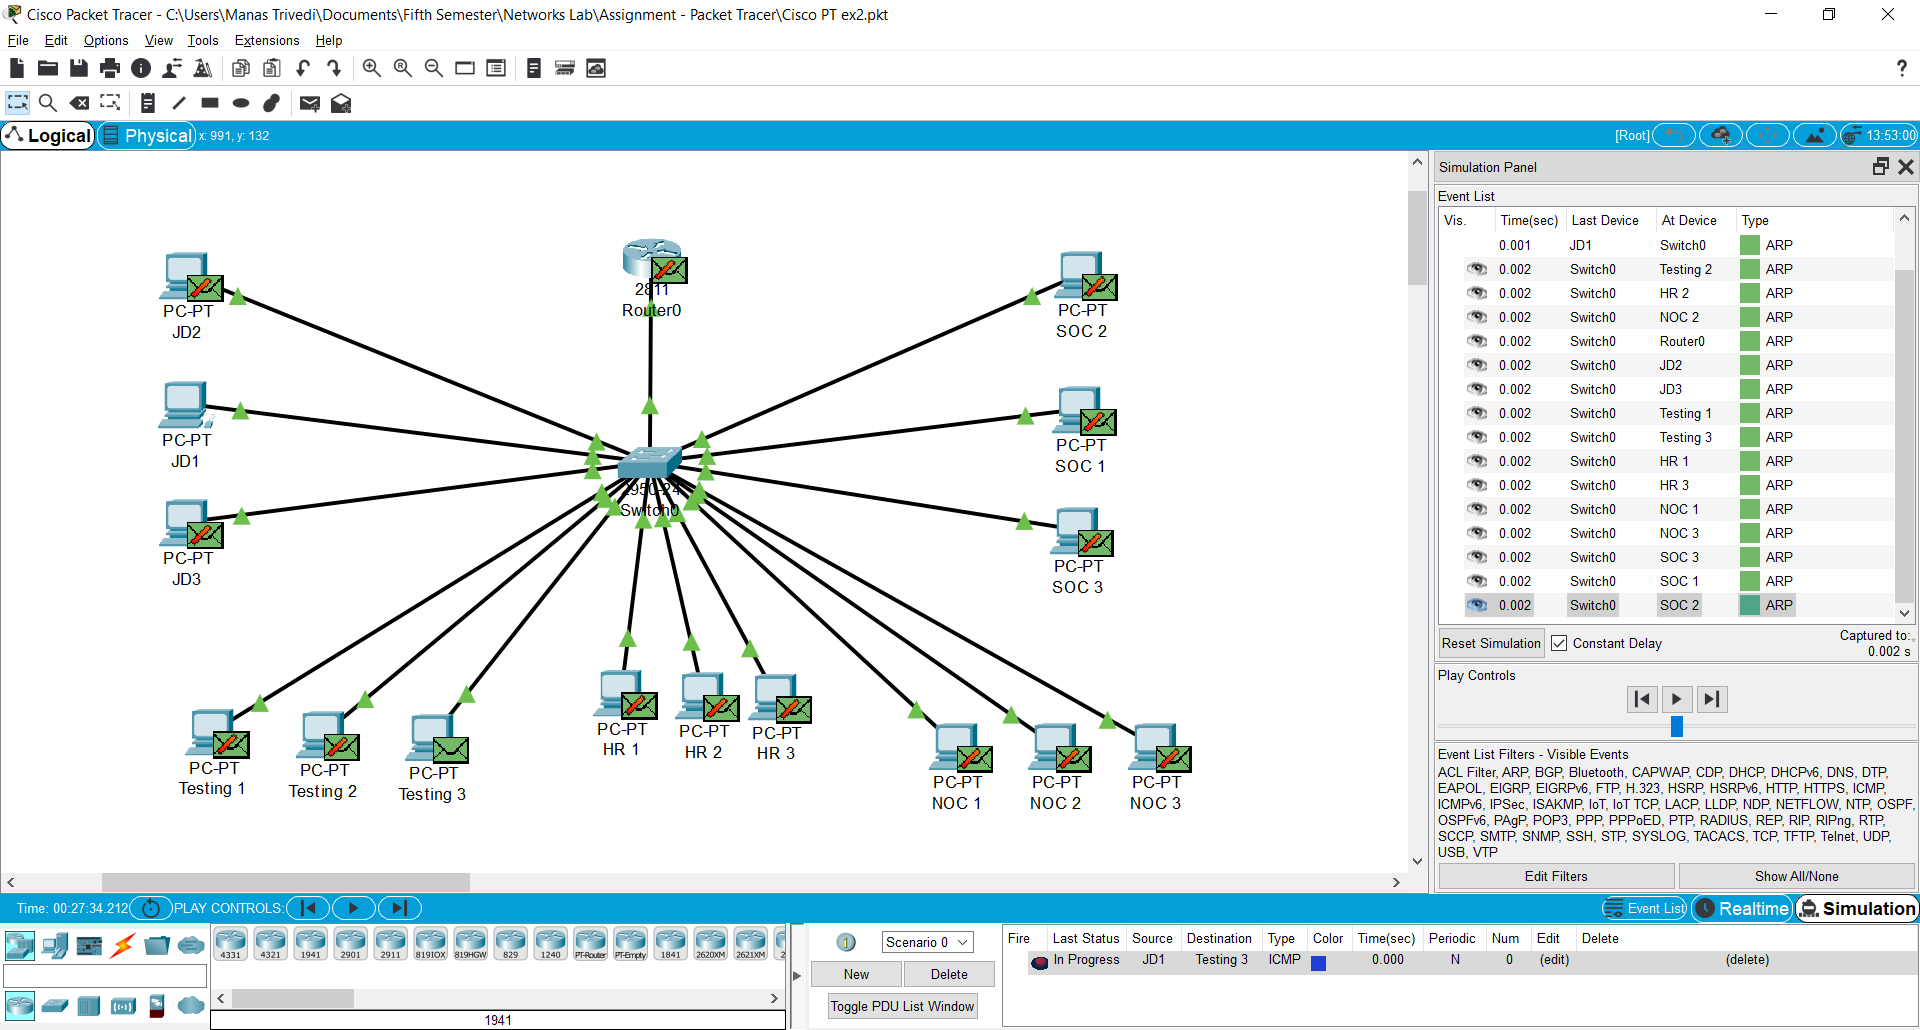 Cisco Packet Tracer - C:\Users\Manas Trivedi\Documents\Fifth Semester\Networks Lab\Assignment - Packet Tracer\Cisco PT ex2.pkt
File Edit Options View Tools Extensions Help
?
Logical Physical x: 991, y: 132 [Root] 13:53:00
Simulation Panel
Event List
Vis. Time(sec) Last Device At Device Type
0.001 JD1 Switch0 ARP
0.002 Switch0 Testing 2 ARP
0.002 Switch0 HR 2 ARP
0.002 Switch0 NOC 2 ARP
0.002 Switch0 Router0 ARP
0.002 Switch0 JD2 ARP
0.002 Switch0 JD3 ARP
0.002 Switch0 Testing 1 ARP
0.002 Switch0 Testing 3 ARP
0.002 Switch0 HR 1 ARP
0.002 Switch0 HR 3 ARP
0.002 Switch0 NOC 1 ARP
0.002 Switch0 NOC 3 ARP
0.002 Switch0 SOC 3 ARP
0.002 Switch0 SOC 1 ARP
0.002 Switch0 SOC 2 ARP
Reset Simulation Constant Delay Captured to:
0.002 s
Play Controls
Event List Filters - Visible Events
ACL Filter, ARP, BGP, Bluetooth, CAPWAP, CDP, DHCP, DHCPv6, DNS, DTP,
EAPOL, EIGRP, EIGRPv6, FTP, H.323, HSRP, HSRPv6, HTTP, HTTPS, ICMP,
ICMPv6, IPSec, ISAKMP, IoT, IoT TCP, LACP, LLDP, NDP, NETFLOW, NTP, OSPF,
OSPFv6, PAgP, POP3, PPP, PPPoED, PTP, RADIUS, REP, RIP, RIPng, RTP,
SCCP, SMTP, SNMP, SSH, STP, SYSLOG, TACACS, TCP, TFTP, Telnet, UDP,
USB, VTP
Edit Filters Show All/None
PC-PT
JD2
2811
Router0
PC-PT
SOC 2
PC-PT
JD1
PC-PT
SOC 1
2950-24
Switch0
PC-PT
JD3
PC-PT
SOC 3
PC-PT
Testing 1
PC-PT
Testing 2
PC-PT
Testing 3
PC-PT
HR 1
PC-PT
HR 2
PC-PT
HR 3
PC-PT
NOC 1
PC-PT
NOC 2
PC-PT
NOC 3
Time: 00:27:34.212 PLAY CONTROLS: Event List Realtime Simulation
4331 4321 1941 2901 2911 819IOX 819HGW 829 1240 PT-Router PT-Empty 1841 2620XM 2621XM 2
1941
Scenario 0
New Delete
Toggle PDU List Window
Fire Last Status Source Destination Type Color Time(sec) Periodic Num Edit Delete
In Progress JD1 Testing 3 ICMP 0.000 N 0 (edit) (delete)